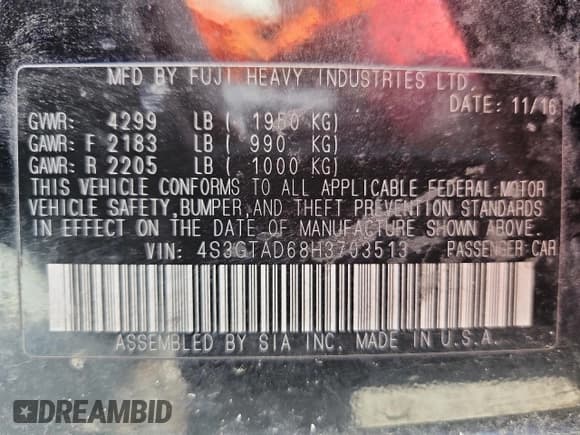 MFD BY FUJI HEAVY INDUSTRIES LTD.
DATE: 11/16
GVWR: 4299 LB ( 1950 KG)
GAWR: F 2183 LB ( 990 KG)
GAWR: R 2205 LB ( 1000 KG)
THIS VEHICLE CONFORMS TO ALL APPLICABLE FEDERAL MOTOR
VEHICLE SAFETY, BUMPER, AND THEFT PREVENTION STANDARDS
IN EFFECT ON THE DATE OF MANUFACTURE SHOWN ABOVE.
VIN: 4S3GTAD68H3703513 PASSENGER CAR
ASSEMBLED BY SIA INC. MADE IN U.S.A.
DREAMBID